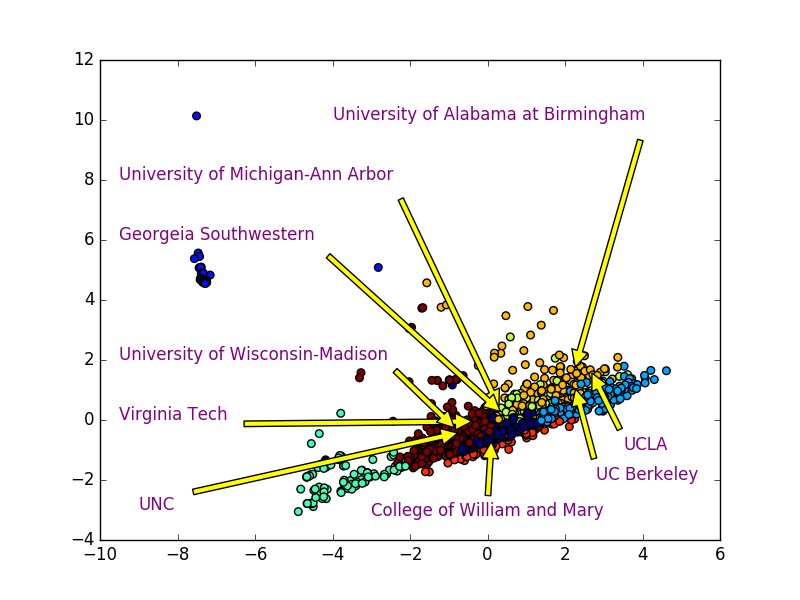 12
University of Alabama at Birmingham
10
University of Michigan-Ann Arbor
8
Georgeia Southwestern
6
4
University of Wisconsin-Madison
2
Virginia Tech
0
UCLA
UC Berkeley
−2
UNC
College of William and Mary
−4
−10 −8 −6 −4 −2 0 2 4 6